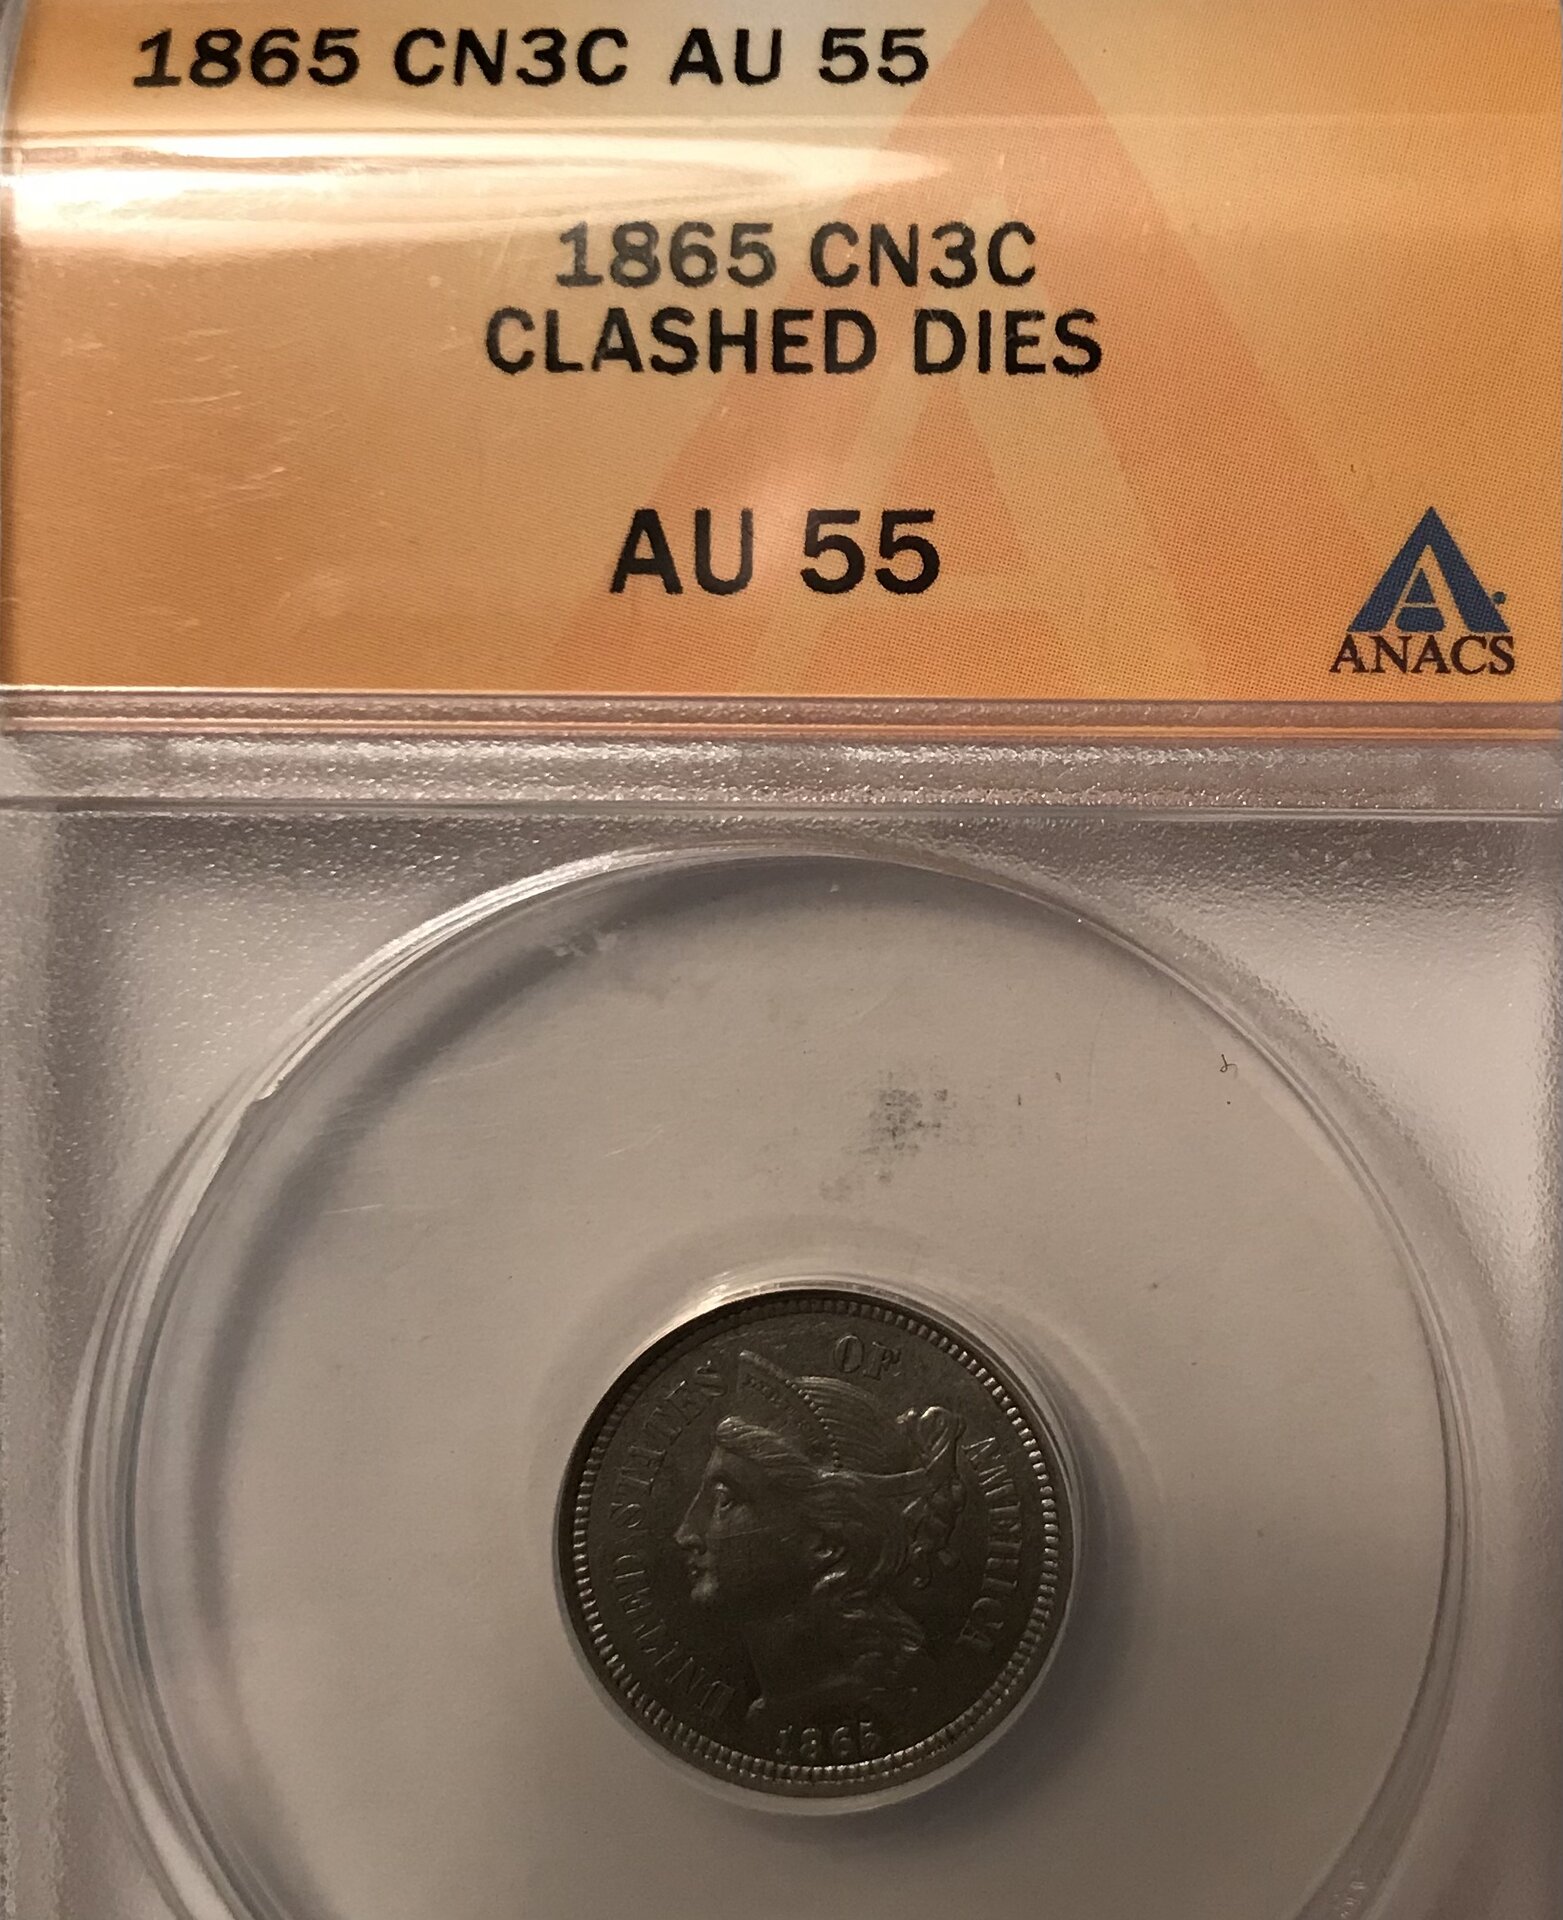 1865 CN3C AU 55
1865 CN3C
CLASHED DIES
AU 55
ANACS
UNITED STATES OF AMERICA
1865